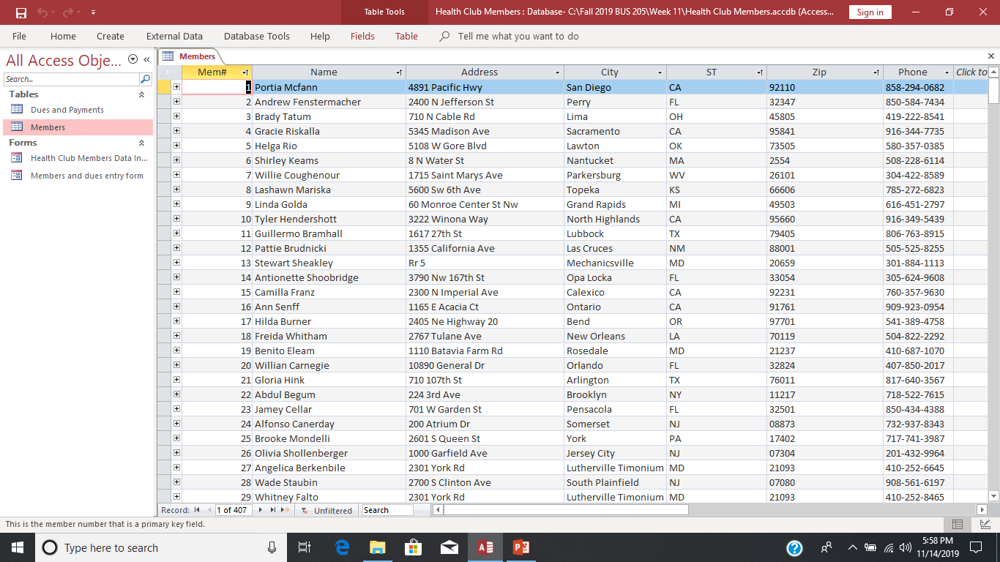 Table Tools
Health Club Members : Database- C:\Fall 2019 BUS 205\Week 11\Health Club Members.accdb (Access...
Sign in
File Home Create External Data Database Tools Help Fields Table Tell me what you want to do
All Access Obje...
Search...
Tables
Dues and Payments
Members
Forms
Health Club Members Data In...
Members and dues entry form
Members
Mem# Name Address City ST Zip Phone Click to
1 Portia Mcfann 4891 Pacific Hwy San Diego CA 92110 858-294-0682
2 Andrew Fenstermacher 2400 N Jefferson St Perry FL 32347 850-584-7434
3 Brady Tatum 710 N Cable Rd Lima OH 45805 419-222-8541
4 Gracie Riskalla 5345 Madison Ave Sacramento CA 95841 916-344-7735
5 Helga Rio 5108 W Gore Blvd Lawton OK 73505 580-357-0385
6 Shirley Keams 8 N Water St Nantucket MA 2554 508-228-6114
7 Willie Coughenour 1715 Saint Marys Ave Parkersburg WV 26101 304-422-8589
8 Lashawn Mariska 5600 Sw 6th Ave Topeka KS 66606 785-272-6823
9 Linda Golda 60 Monroe Center St Nw Grand Rapids MI 49503 616-451-2797
10 Tyler Hendershott 3222 Winona Way North Highlands CA 95660 916-349-5439
11 Guillermo Bramhall 1617 27th St Lubbock TX 79405 806-763-8915
12 Pattie Brudnicki 1355 California Ave Las Cruces NM 88001 505-525-8255
13 Stewart Sheakley Rr 5 Mechanicsville MD 20659 301-884-1113
14 Antionette Shoobridge 3790 Nw 167th St Opa Locka FL 33054 305-624-9608
15 Camilla Franz 2300 N Imperial Ave Calexico CA 92231 760-357-9630
16 Ann Senff 1165 E Acacia Ct Ontario CA 91761 909-923-0954
17 Hilda Burner 2405 Ne Highway 20 Bend OR 97701 541-389-4758
18 Freida Whitham 2767 Tulane Ave New Orleans LA 70119 504-822-2292
19 Benito Eleam 1110 Batavia Farm Rd Rosedale MD 21237 410-687-1070
20 Willian Carnegie 10890 General Dr Orlando FL 32824 407-850-2017
21 Gloria Hink 710 107th St Arlington TX 76011 817-640-3567
22 Abdul Begum 224 3rd Ave Brooklyn NY 11217 718-522-7615
23 Jamey Cellar 701 W Garden St Pensacola FL 32501 850-434-4388
24 Alfonso Canerday 200 Atrium Dr Somerset NJ 08873 732-937-8343
25 Brooke Mondelli 2601 S Queen St York PA 17402 717-741-3987
26 Olivia Shollenberger 1000 Garfield Ave Jersey City NJ 07304 201-432-9964
27 Angelica Berkenbile 2301 York Rd Lutherville Timonium MD 21093 410-252-6645
28 Wade Staubin 2700 S Clinton Ave South Plainfield NJ 07080 908-561-6197
29 Whitney Falto 2301 York Rd Lutherville Timonium MD 21093 410-252-8465
Record: 1 of 407 Unfiltered Search
This is the member number that is a primary key field.
Type here to search
5:58 PM
11/14/2019